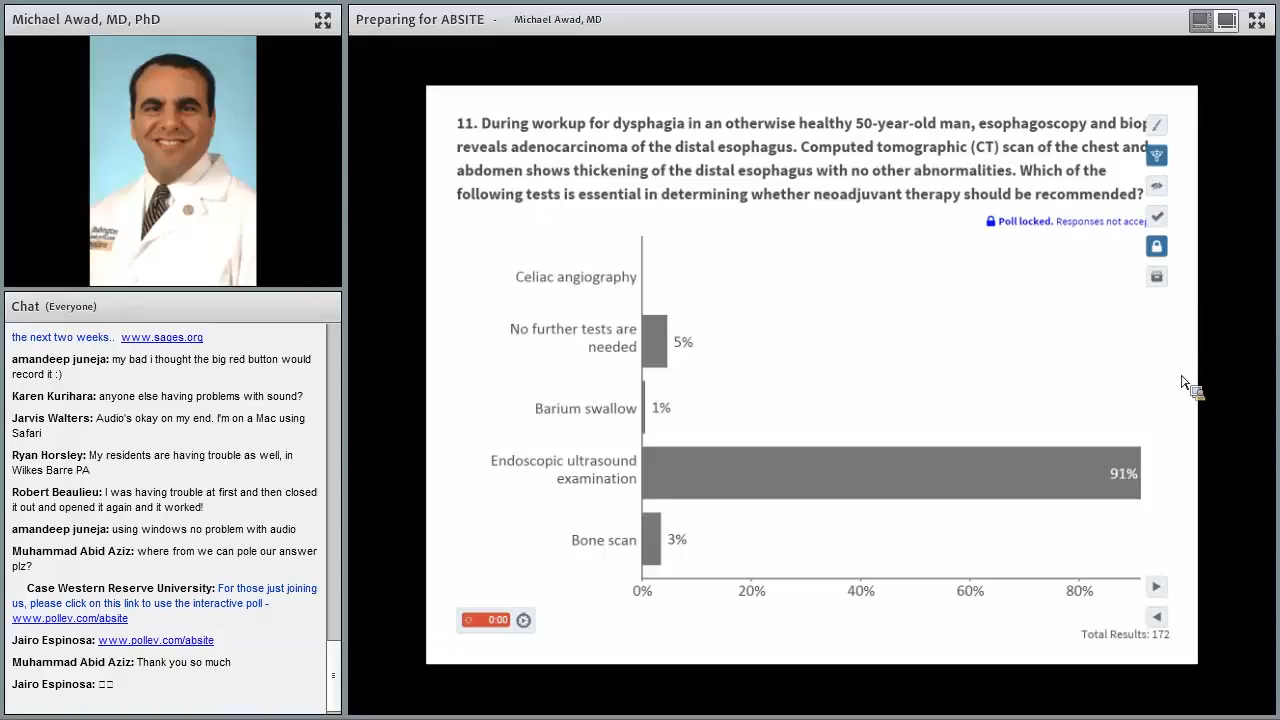 Michael Awad, MD, PhD
Chat (Everyone)
the next two weeks.. www.sages.org
amandeep juneja: my bad i thought the big red button would
record it :)
Karen Kurihara: anyone else having problems with sound?
Jarvis Walters: Audio's okay on my end. I'm on a Mac using
Safari
Ryan Horsley: My residents are having trouble as well, in
Wilkes Barre PA
Robert Beaulieu: I was having trouble at first and then closed
it out and opened it again and it worked!
amandeep juneja: using windows no problem with audio
Muhammad Abid Aziz: where from we can pole our answer
plz?
Case Western Reserve University: For those just joining
us, please click on this link to use the interactive poll -
www.pollev.com/absite
Jairo Espinosa: www.pollev.com/absite
Muhammad Abid Aziz: Thank you so much
Jairo Espinosa:
Preparing for ABSITE - Michael Awad, MD
11. During workup for dysphagia in an otherwise healthy 50-year-old man, esophagoscopy and biop
reveals adenocarcinoma of the distal esophagus. Computed tomographic (CT) scan of the chest and
abdomen shows thickening of the distal esophagus with no other abnormalities. Which of the
following tests is essential in determining whether neoadjuvant therapy should be recommended?
Poll locked. Responses not accep
Celiac angiography
No further tests are
needed
5%
Barium swallow
1%
Endoscopic ultrasound
examination
91%
Bone scan
3%
0% 20% 40% 60% 80%
0:00
Total Results: 172